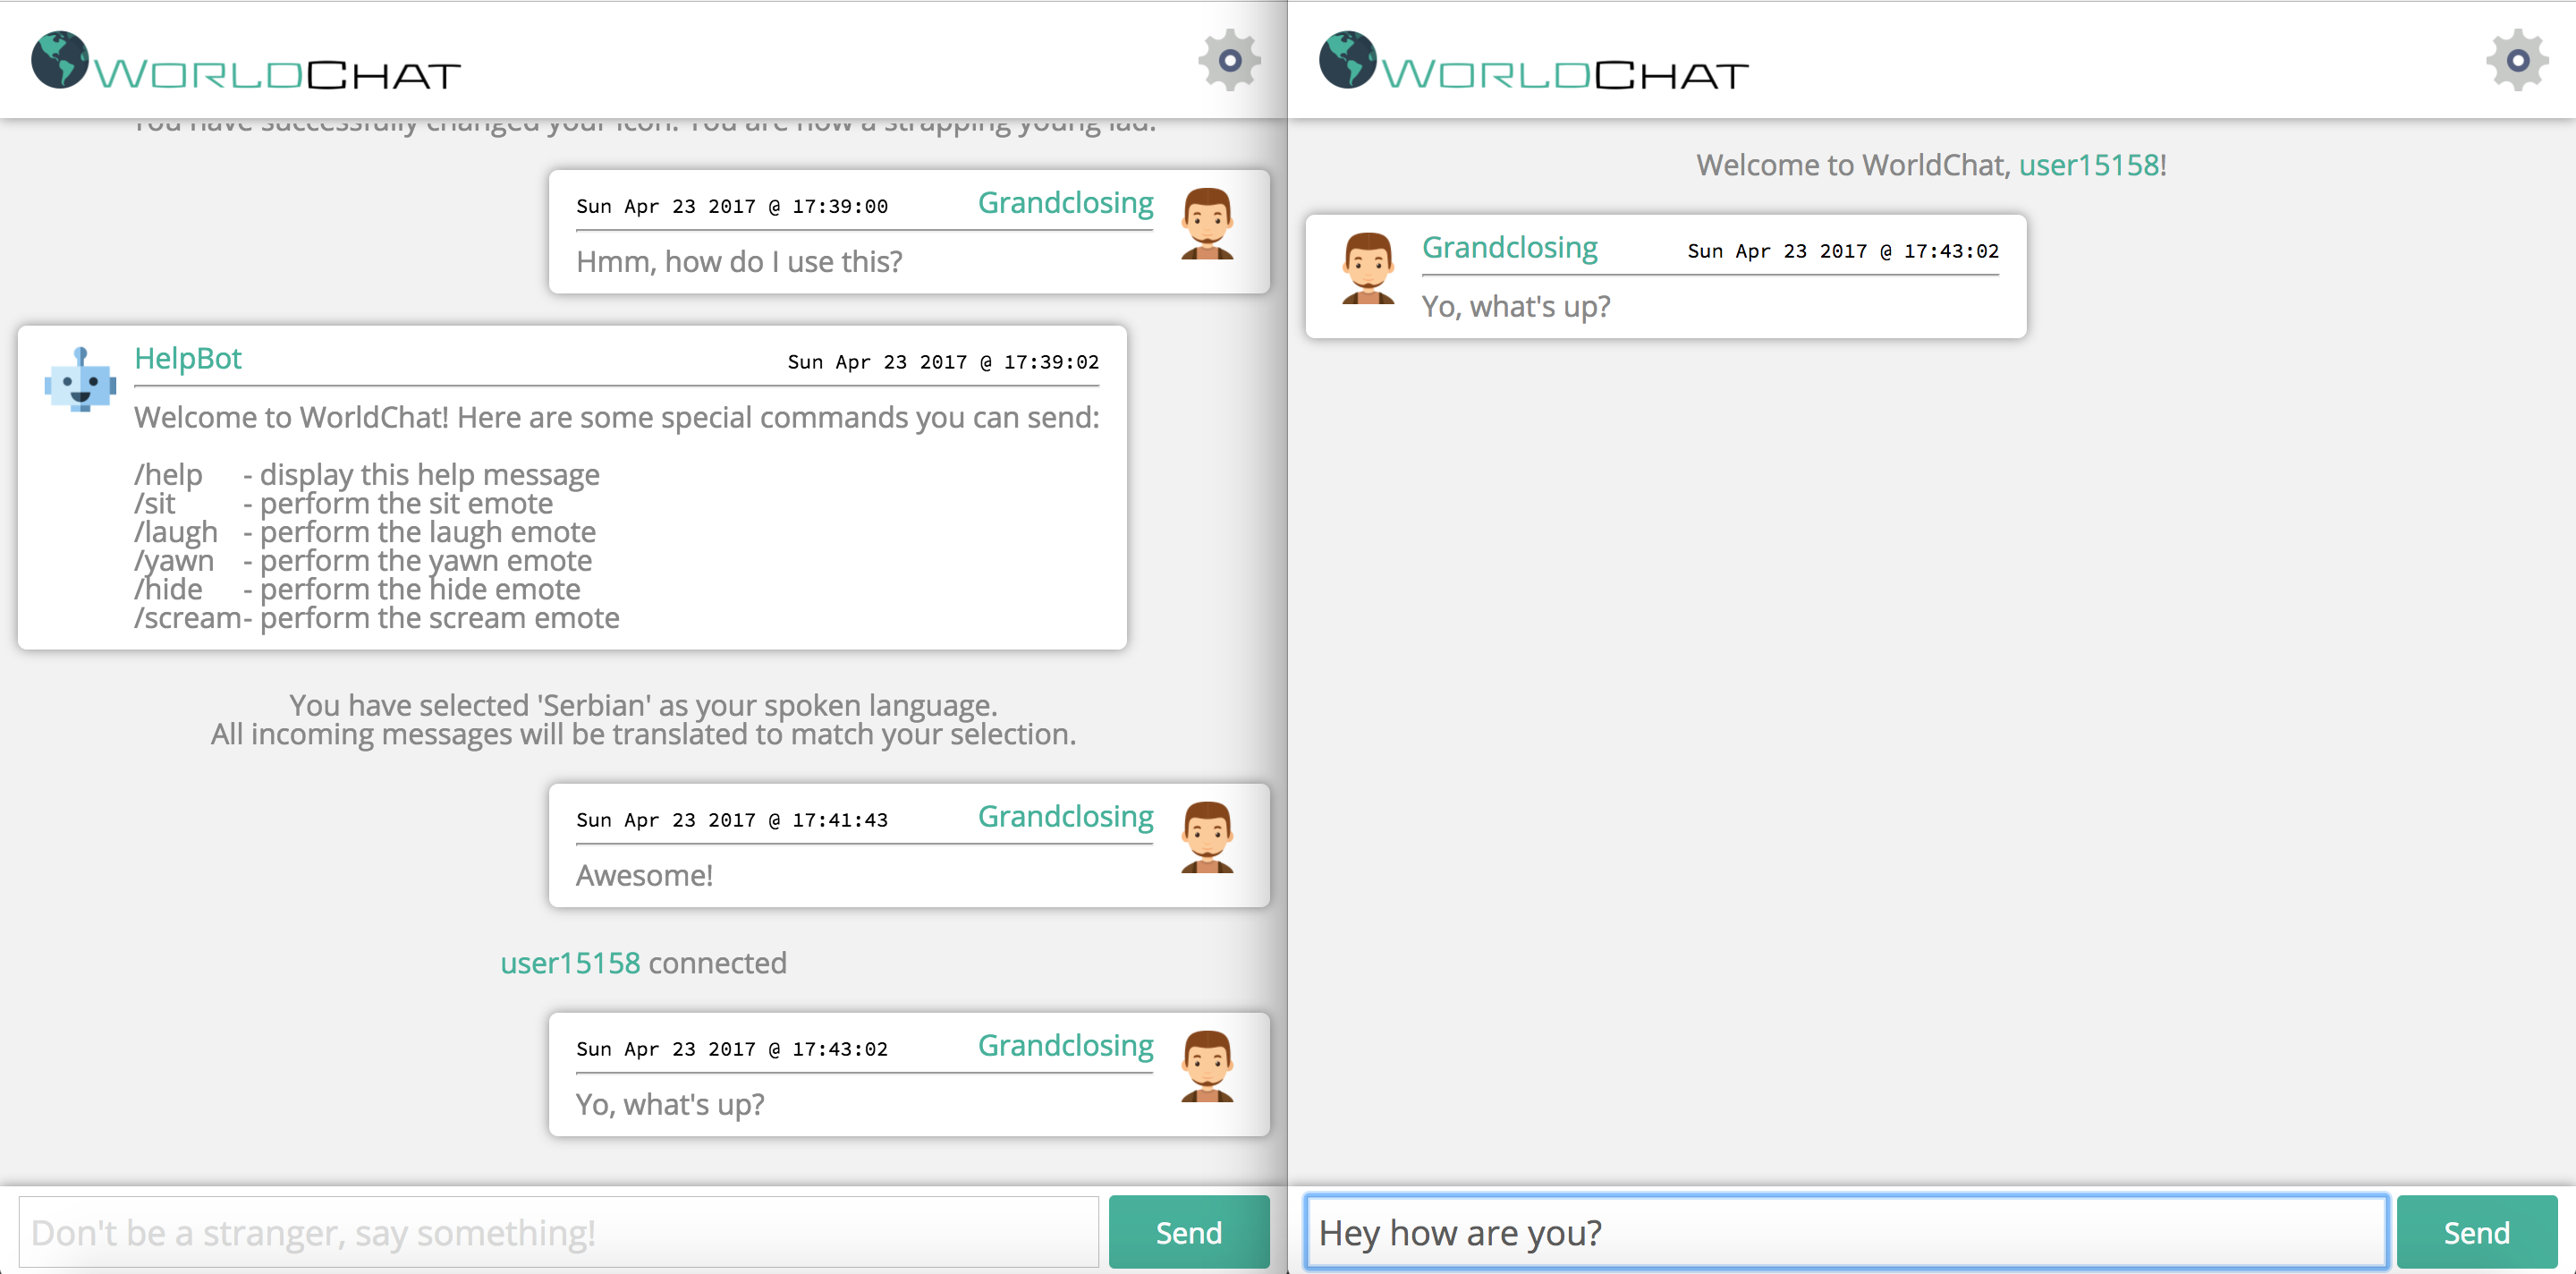 WORLDCHAT
You have successfully changed your icon. You are now a strapping young lad.
Sun Apr 23 2017 @ 17:39:00 Grandclosing
Hmm, how do I use this?
HelpBot Sun Apr 23 2017 @ 17:39:02
Welcome to WorldChat! Here are some special commands you can send:
/help - display this help message
/sit - perform the sit emote
/laugh - perform the laugh emote
/yawn - perform the yawn emote
/hide - perform the hide emote
/scream - perform the scream emote
You have selected 'Serbian' as your spoken language.
All incoming messages will be translated to match your selection.
Sun Apr 23 2017 @ 17:41:43 Grandclosing
Awesome!
user15158 connected
Sun Apr 23 2017 @ 17:43:02 Grandclosing
Yo, what's up?
Don't be a stranger, say something!
Send
WORLDCHAT
Welcome to WorldChat, user15158!
Grandclosing Sun Apr 23 2017 @ 17:43:02
Yo, what's up?
Hey how are you?
Send